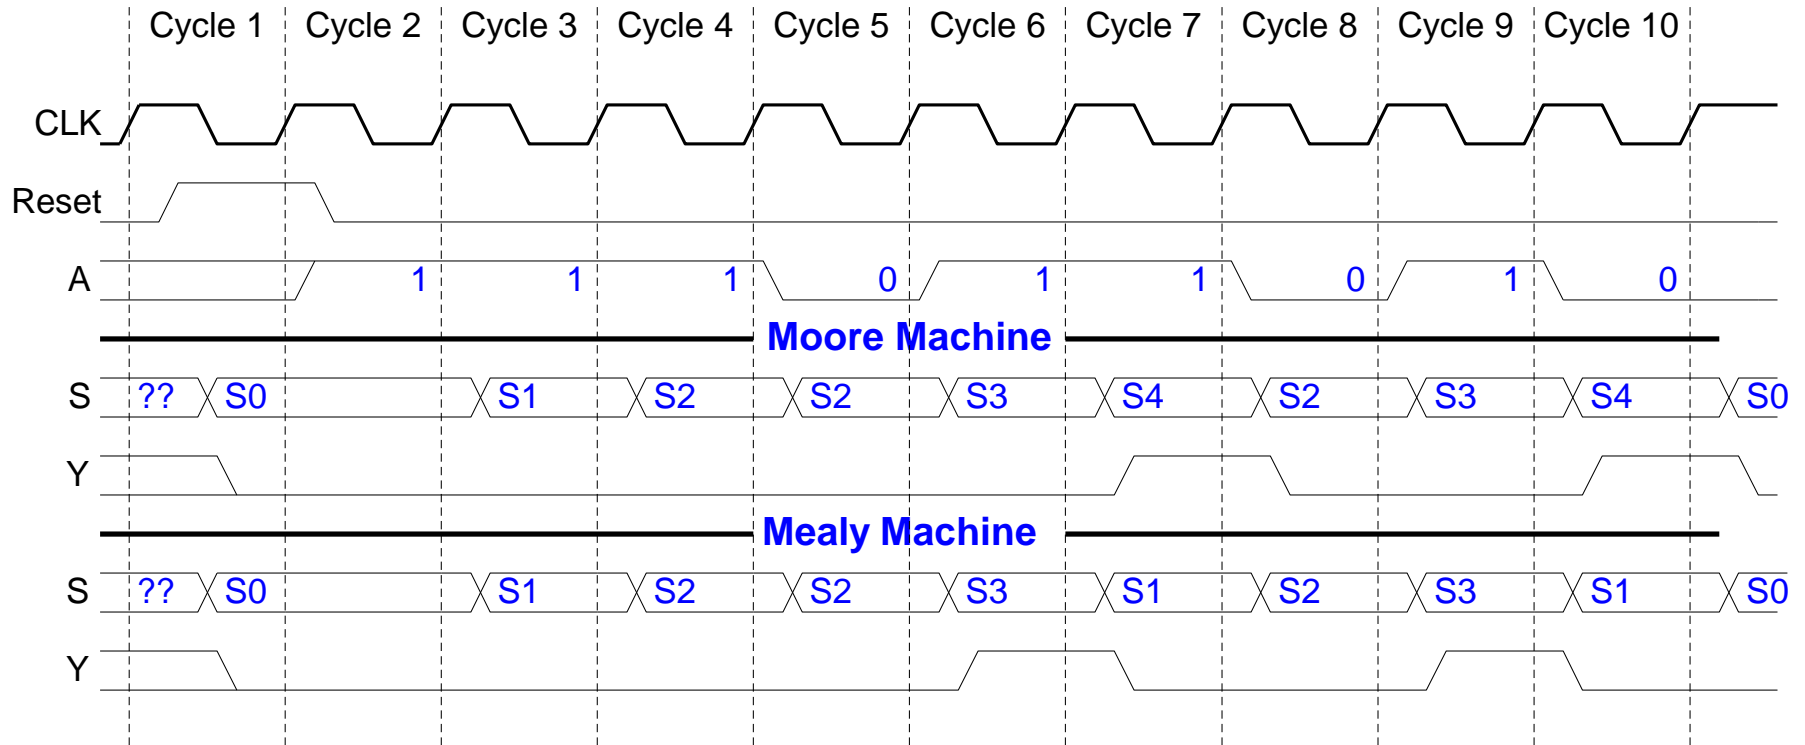 Cycle 1 Cycle 2 Cycle 3 Cycle 4 Cycle 5 Cycle 6 Cycle 7 Cycle 8 Cycle 9 Cycle 10
CLK
Reset
A 1 1 1 0 1 1 0 1 0
Moore Machine
S ?? S0 S1 S2 S2 S3 S4 S2 S3 S4 S0
Y
Mealy Machine
S ?? S0 S1 S2 S2 S3 S1 S2 S3 S1 S0
Y